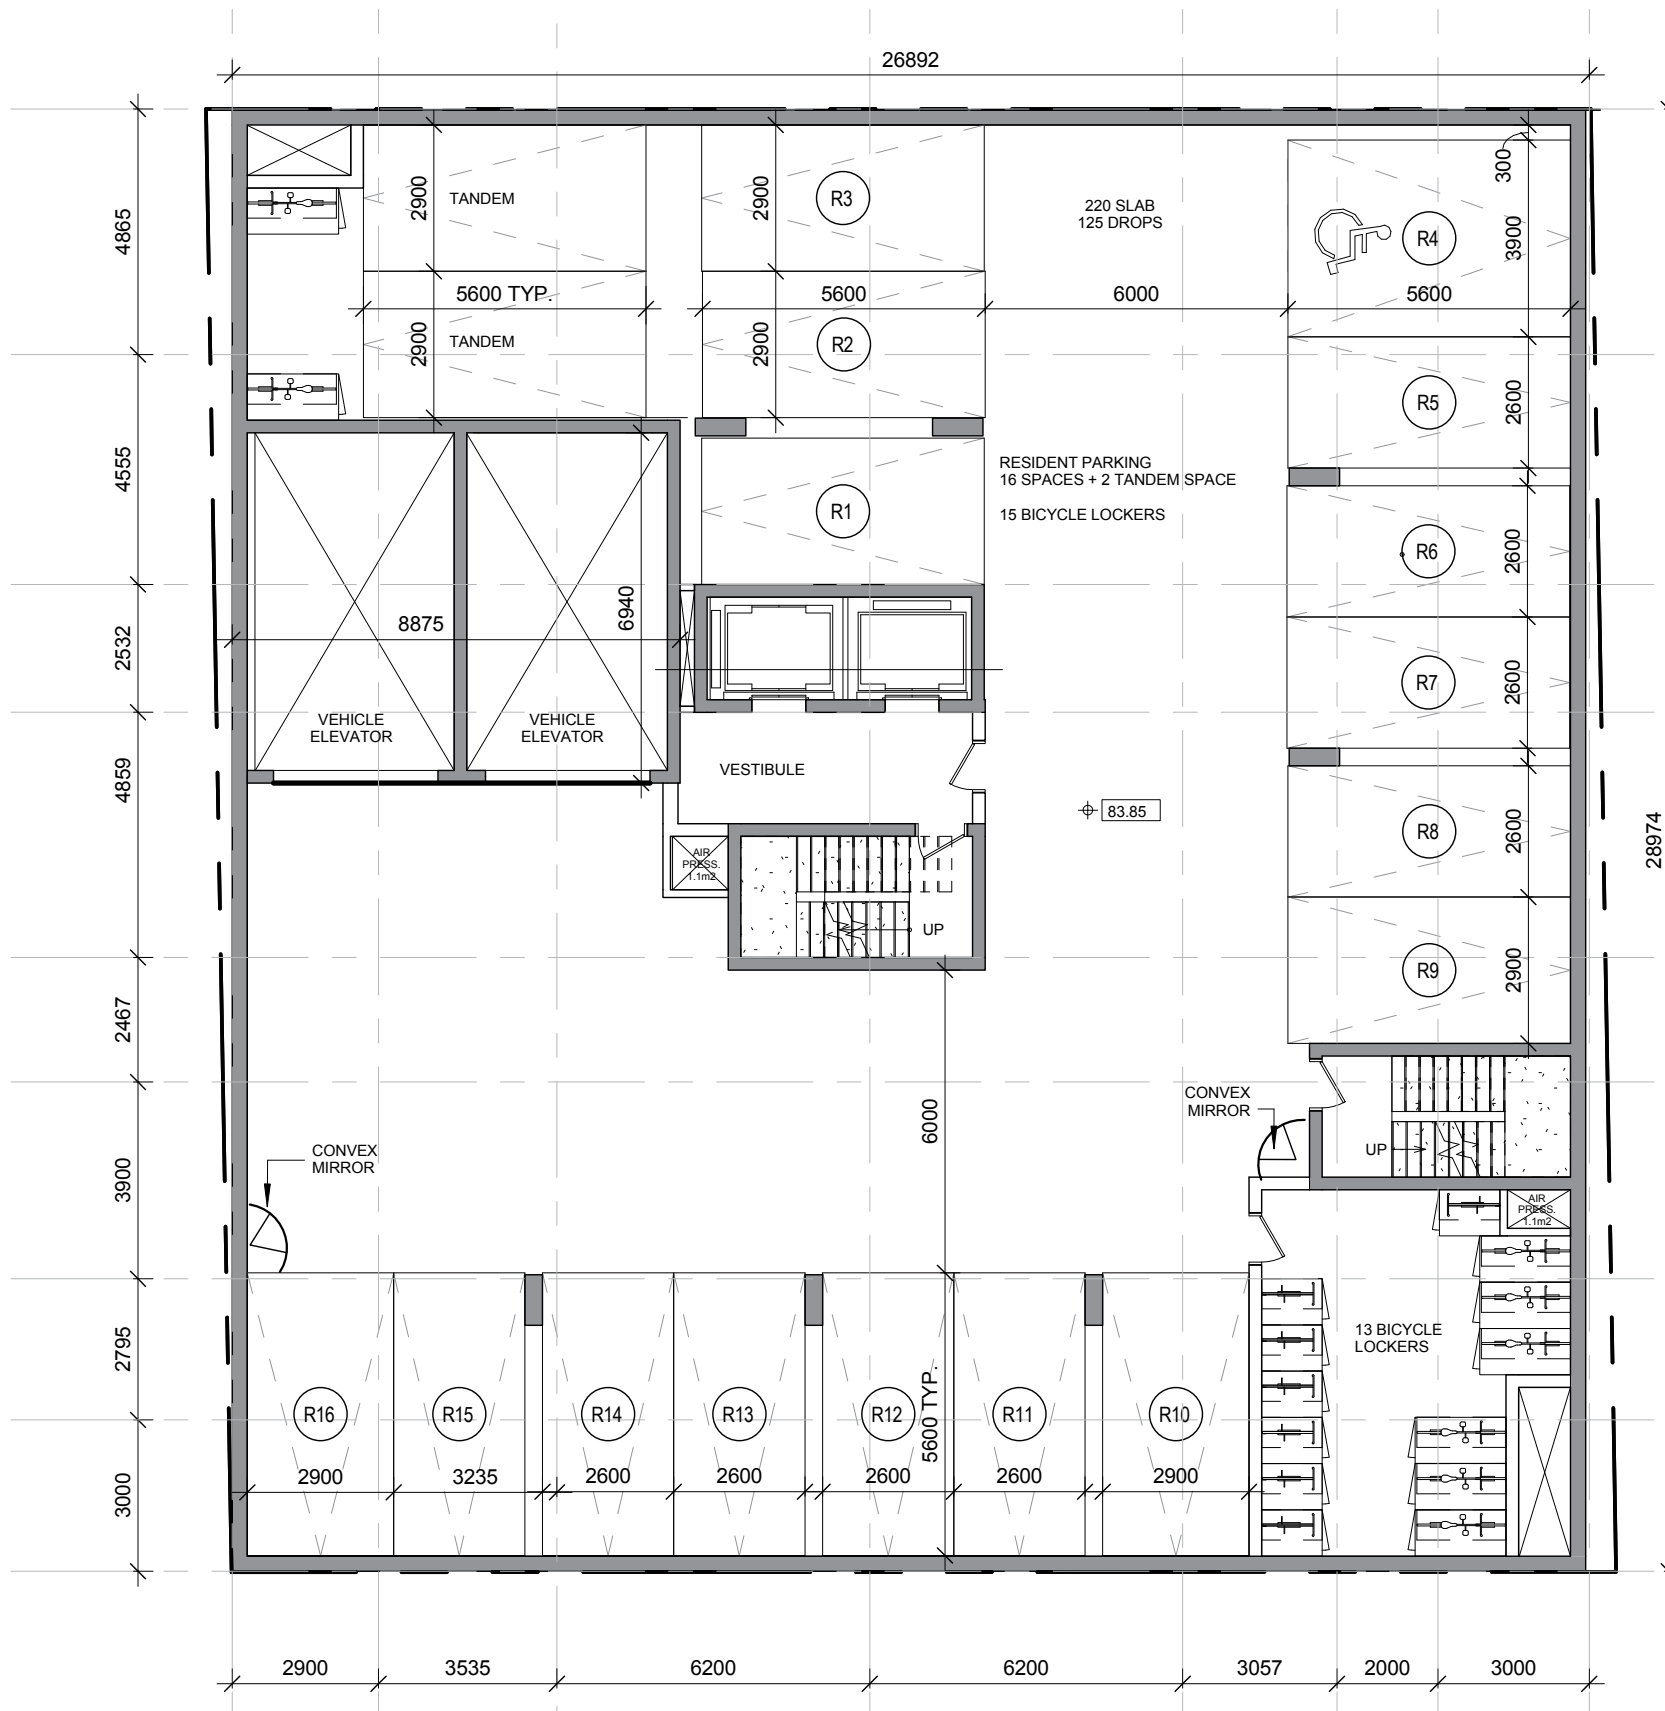 26892
300
4865
2900
TANDEM
2900
R3
220 SLAB
125 DROPS
R4
3900
5600 TYP.
5600
6000
5600
2900
TANDEM
2900
R2
R5
2600
4555
RESIDENT PARKING
16 SPACES + 2 TANDEM SPACE
15 BICYCLE LOCKERS
R1
R6
2600
2532
8875
6940
R7
2600
VEHICLE
ELEVATOR
VEHICLE
ELEVATOR
4859
VESTIBULE
83.85
R8
2600
28974
AIR
PRESS.
1.1m2
UP
R9
2900
2467
6000
CONVEX
MIRROR
UP
CONVEX
MIRROR
3900
AIR
PRESS.
1.1m2
2795
13 BICYCLE
LOCKERS
R16
R15
R14
R13
R12
5600 TYP.
R11
R10
2900
3235
2600
2600
2600
2600
2900
3000
2900
3535
6200
6200
3057
2000
3000